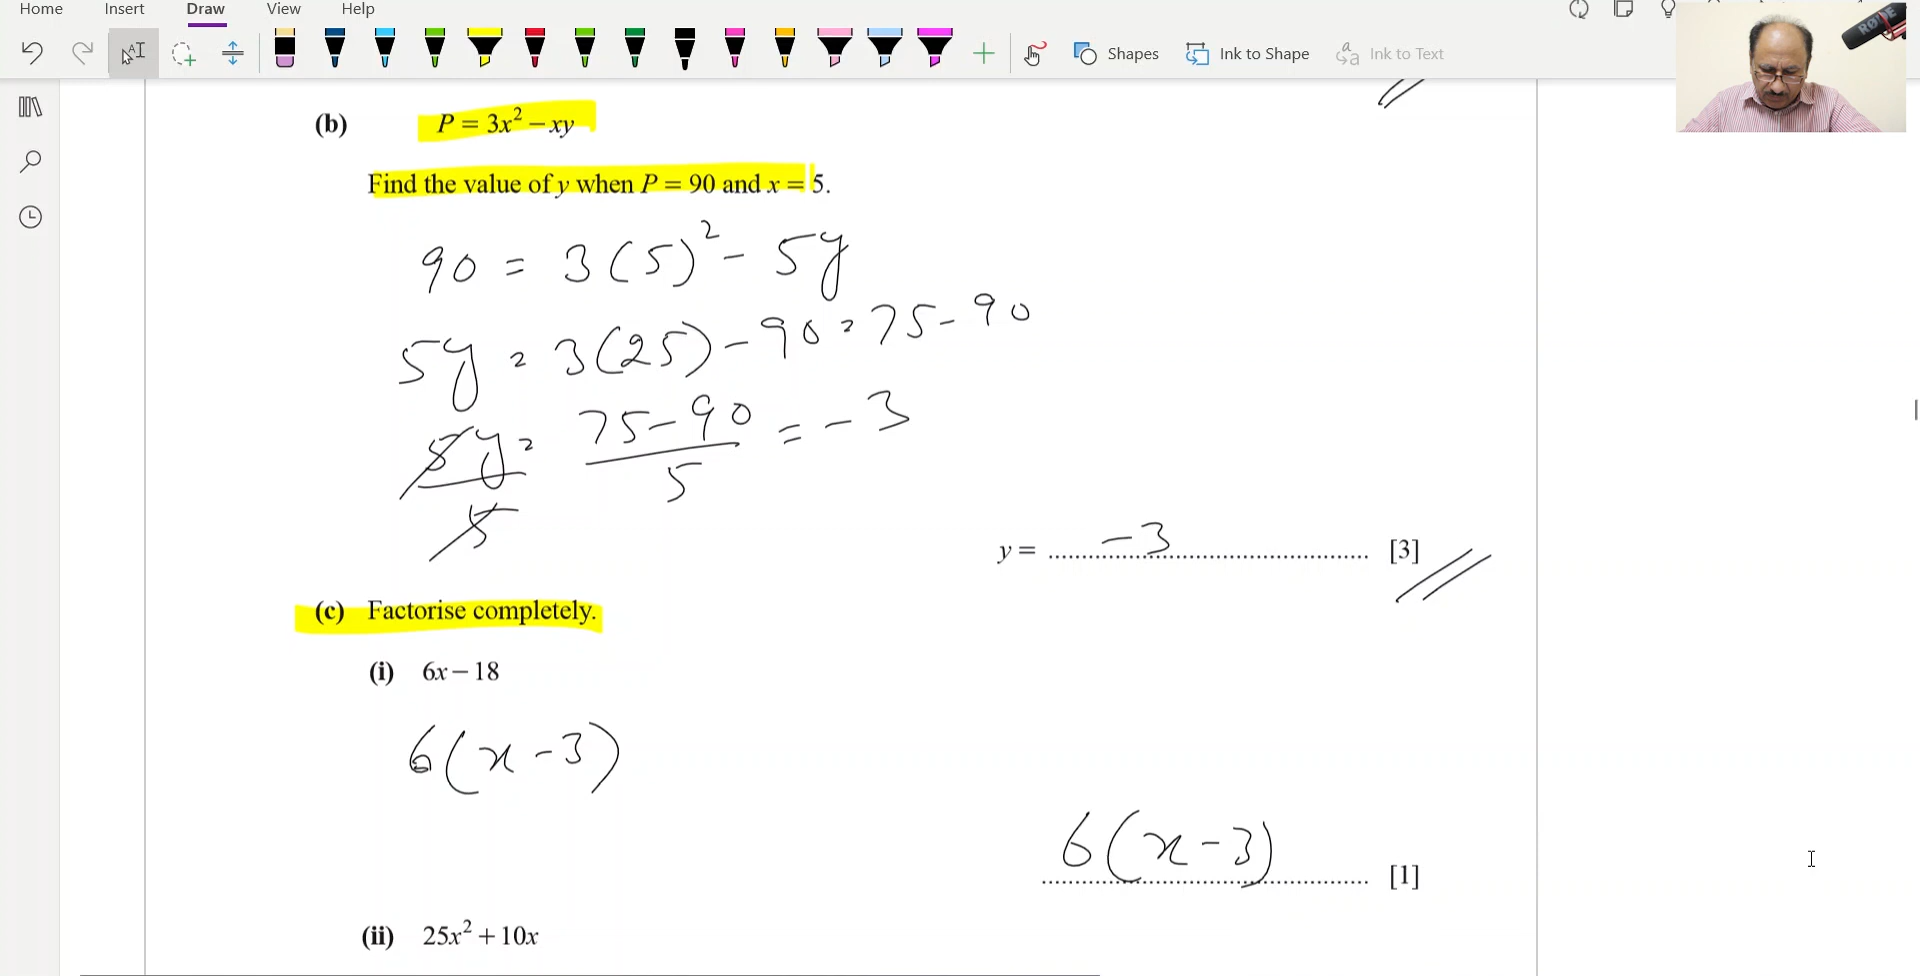 Home Insert Draw View Help
Shapes Ink to Shape Ink to Text
RØDE
(b) P = 3x² – xy
Find the value of y when P = 90 and x = 5.
90 = 3(5)² - 5y
5y = 3(25) - 90 = 75 - 90
5y/5 = (75 - 90)/5 = -3
y = -3 [3]
(c) Factorise completely.
(i) 6x – 18
6(x - 3)
6(x - 3) [1]
(ii) 25x² + 10x